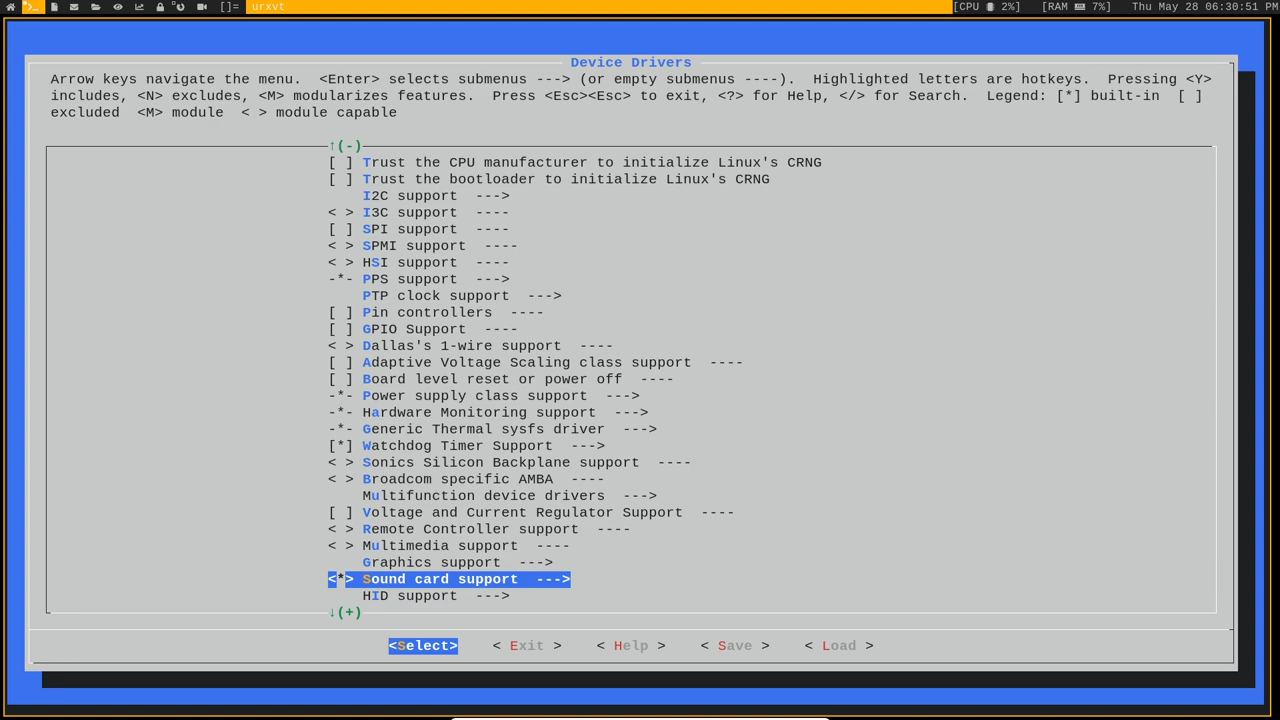 []= urxvt [CPU 2%] [RAM 7%] Thu May 28 06:30:51 PM
Device Drivers
Arrow keys navigate the menu.  <Enter> selects submenus ---> (or empty submenus ----).  Highlighted letters are hotkeys.  Pressing <Y>
includes, <N> excludes, <M> modularizes features.  Press <Esc><Esc> to exit, <?> for Help, </> for Search.  Legend: [*] built-in  [ ]
excluded  <M> module  < > module capable
↑(-)
[ ] Trust the CPU manufacturer to initialize Linux's CRNG
[ ] Trust the bootloader to initialize Linux's CRNG
I2C support  --->
< > I3C support  ----
[ ] SPI support  ----
< > SPMI support  ----
< > HSI support  ----
-*- PPS support  --->
PTP clock support  --->
[ ] Pin controllers  ----
[ ] GPIO Support  ----
< > Dallas's 1-wire support  ----
[ ] Adaptive Voltage Scaling class support  ----
[ ] Board level reset or power off  ----
-*- Power supply class support  --->
-*- Hardware Monitoring support  --->
-*- Generic Thermal sysfs driver  --->
[*] Watchdog Timer Support  --->
< > Sonics Silicon Backplane support  ----
< > Broadcom specific AMBA  ----
Multifunction device drivers  --->
[ ] Voltage and Current Regulator Support  ----
< > Remote Controller support  ----
< > Multimedia support  ----
Graphics support  --->
<*> Sound card support  --->
HID support  --->
↓(+)
<Select>    < Exit >    < Help >    < Save >    < Load >